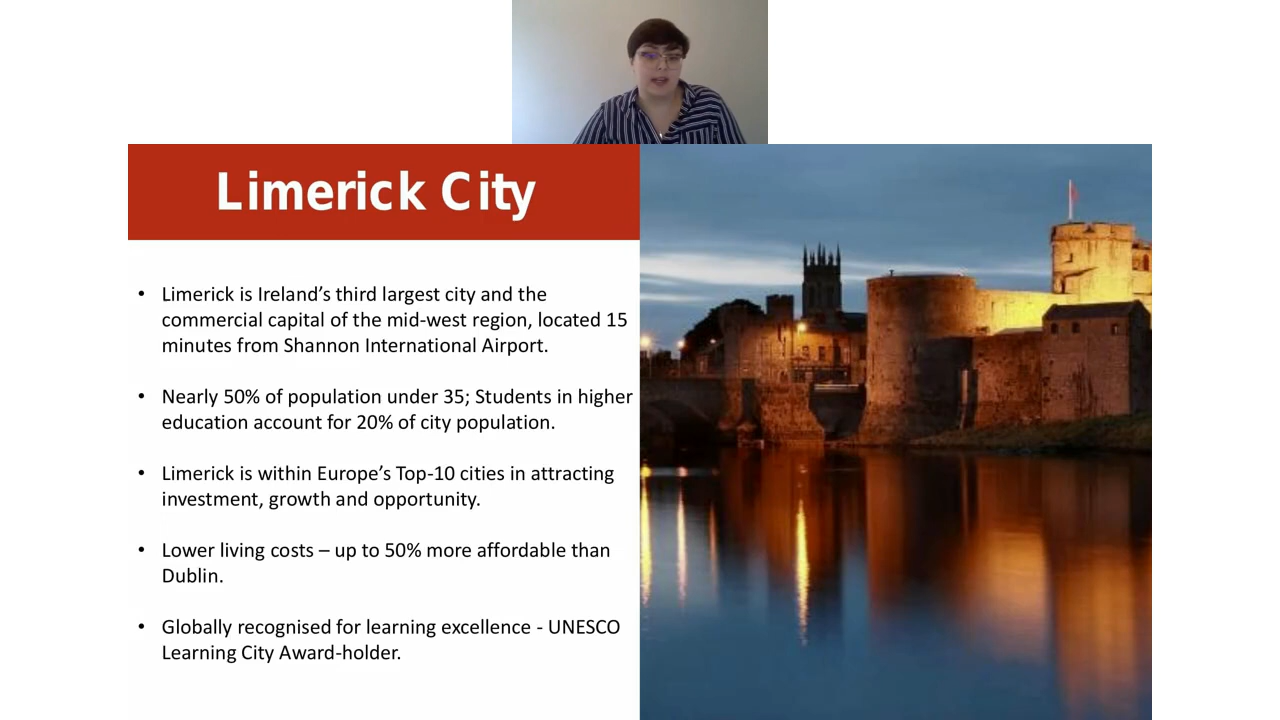 Limerick City
• Limerick is Ireland’s third largest city and the
commercial capital of the mid-west region, located 15
minutes from Shannon International Airport.
• Nearly 50% of population under 35; Students in higher
education account for 20% of city population.
• Limerick is within Europe’s Top-10 cities in attracting
investment, growth and opportunity.
• Lower living costs – up to 50% more affordable than
Dublin.
• Globally recognised for learning excellence - UNESCO
Learning City Award-holder.